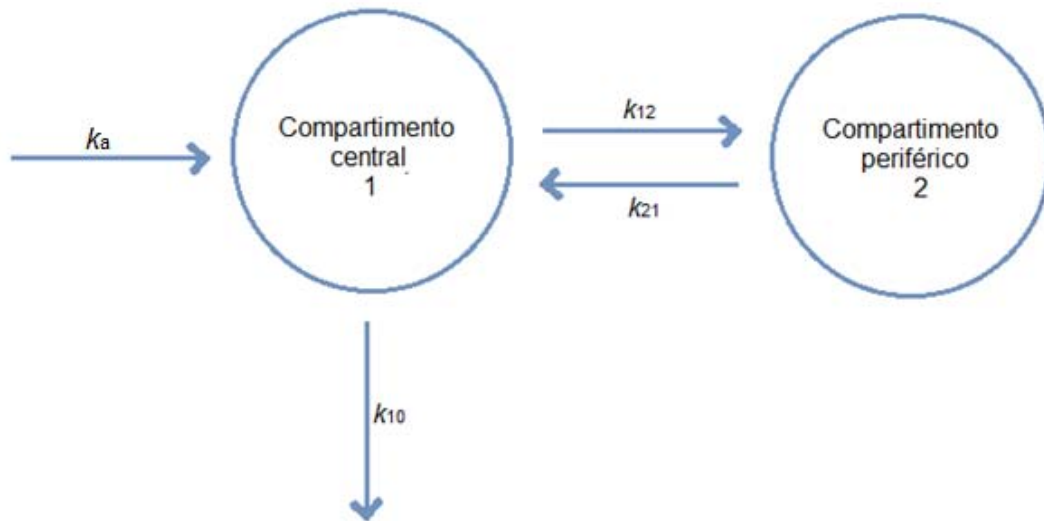 Compartimento
central
1
ka
k12
k21
Compartimento
periférico
2
k10